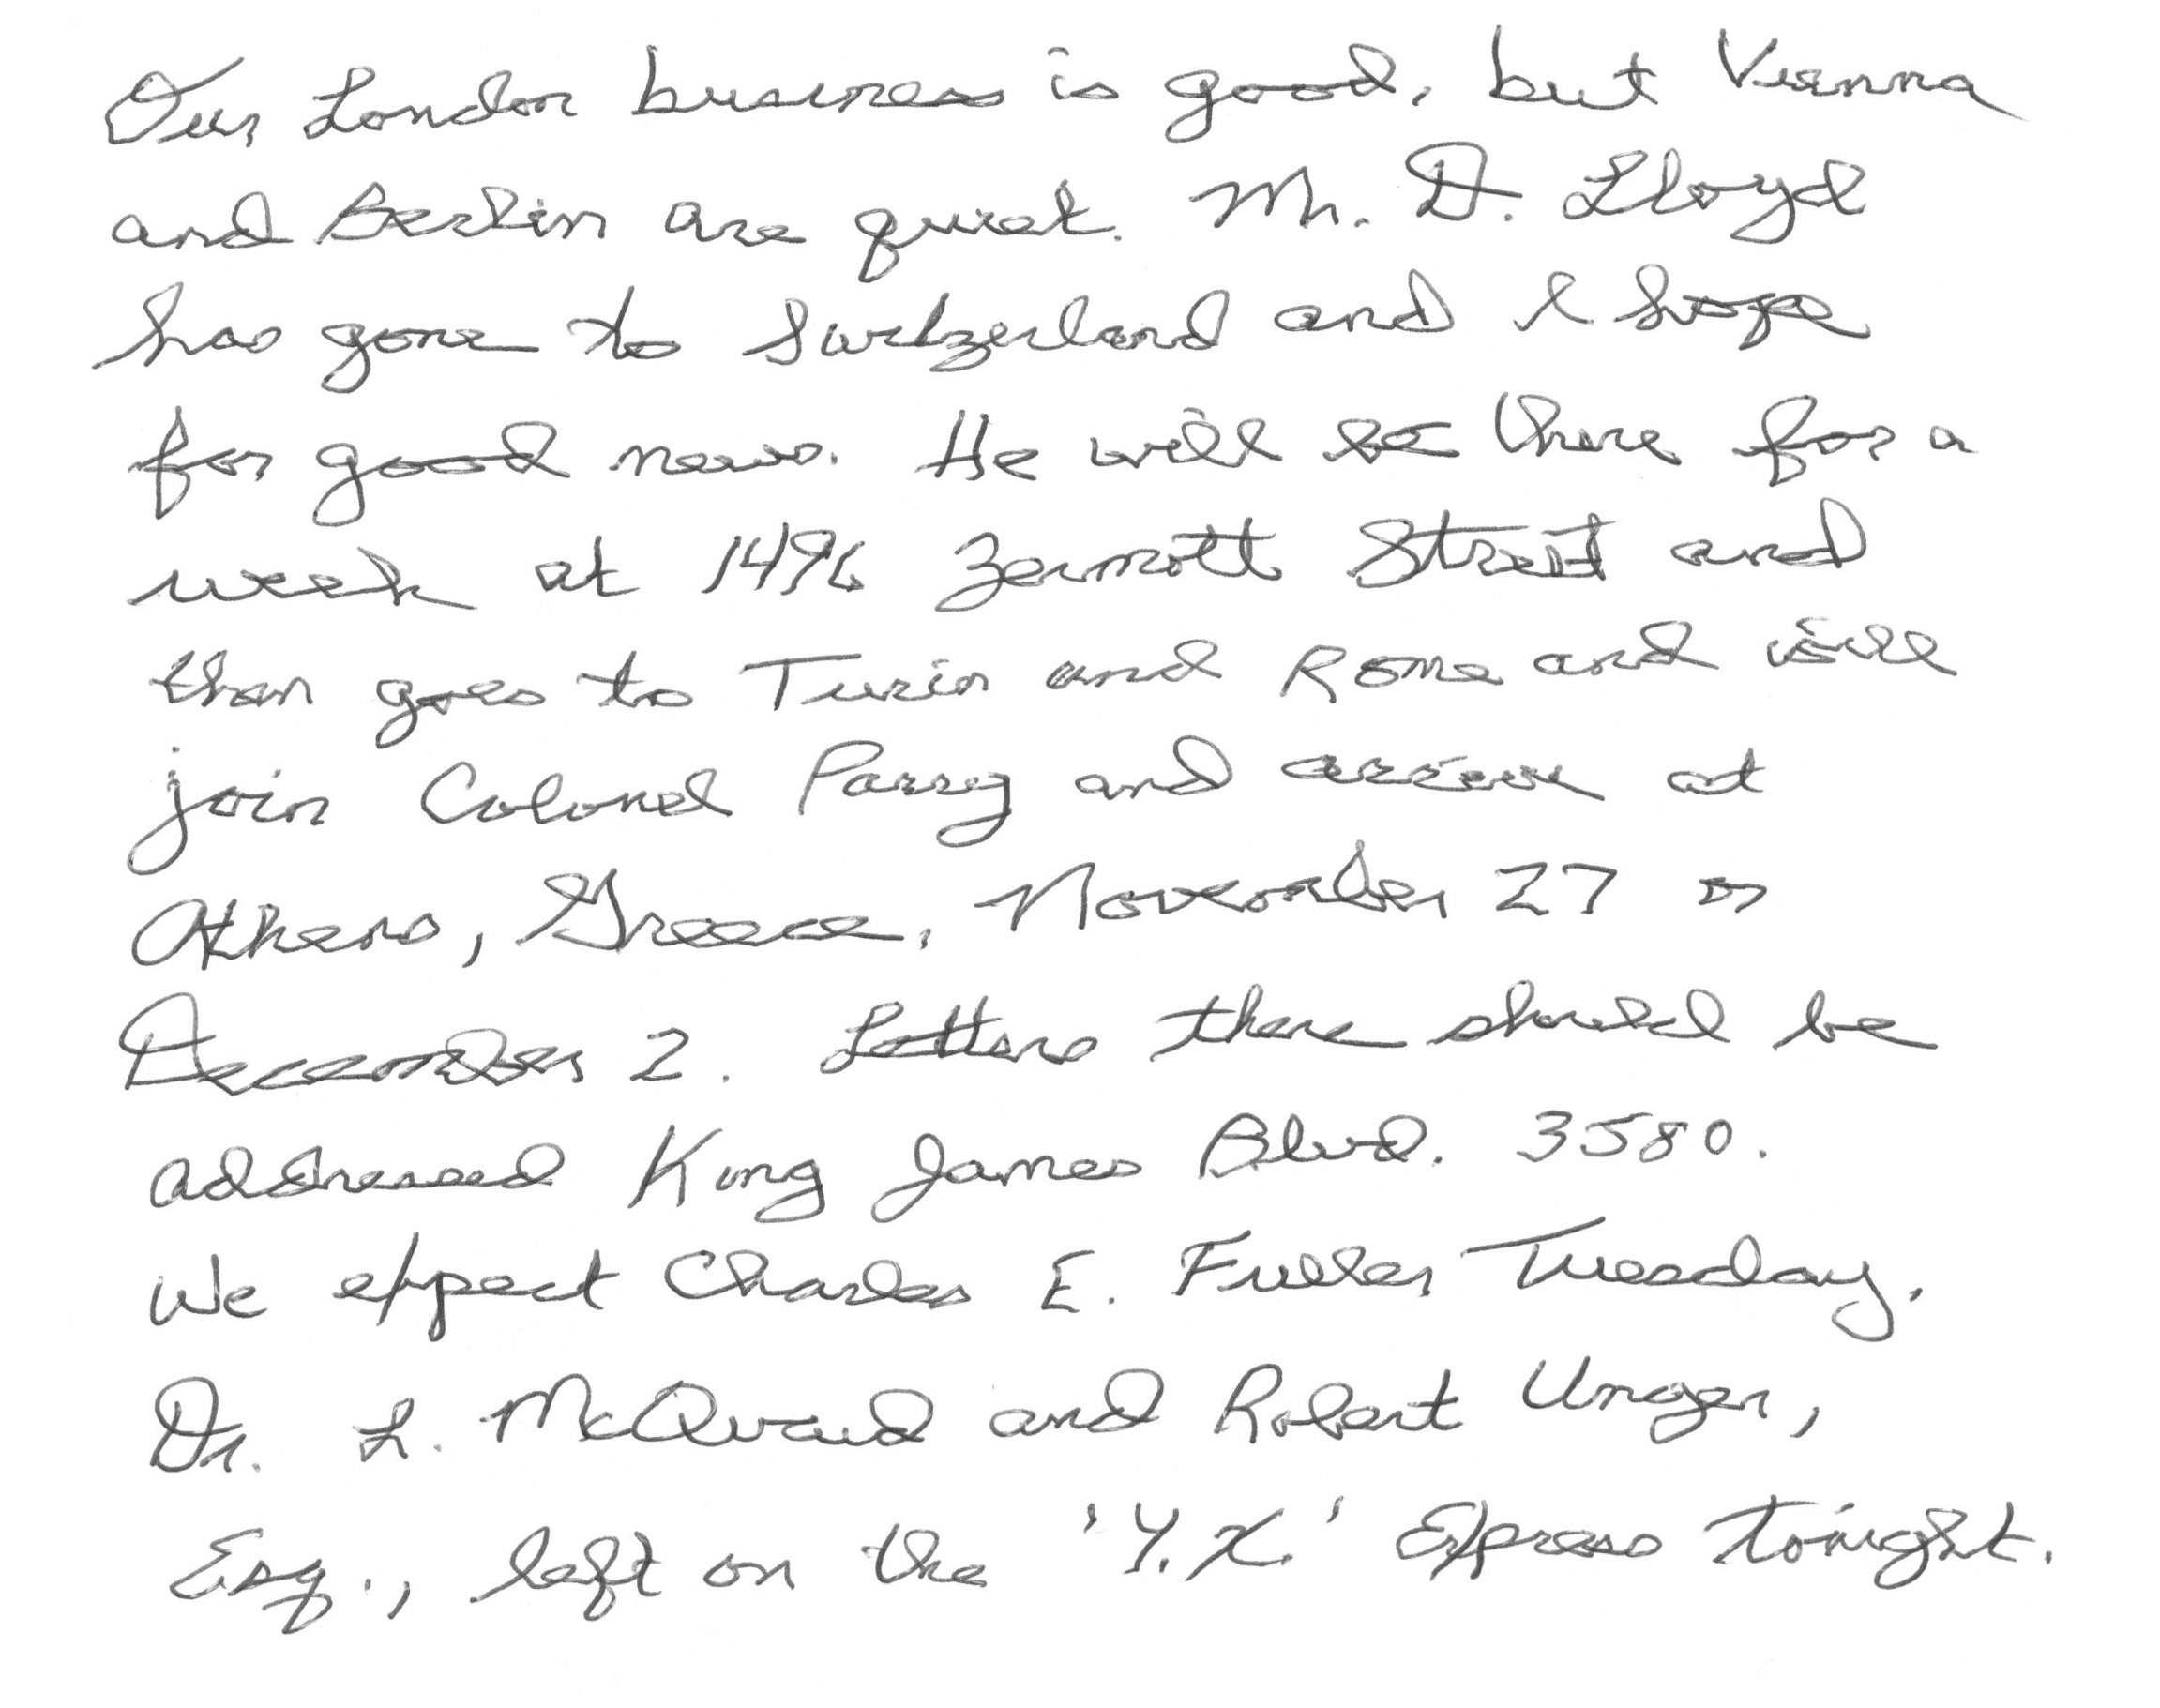 Our London business is good, but Vienna
and Berlin are quiet. Mr. D. Lloyd
has gone to Switzerland and I hope
for good news. He will be there for a
week at 1496 Zermott Street and
then goes to Turin and Rome and will
join Colonel Parry and arrive at
Athens, Greece, November 27 or
December 2. Letters there should be
addressed King James Blvd. 3580.
We expect Charles E. Fuller Tuesday.
Dr. L. McQuaid and Robert Unger,
Esq., left on the 'Y.X.' Express tonight.